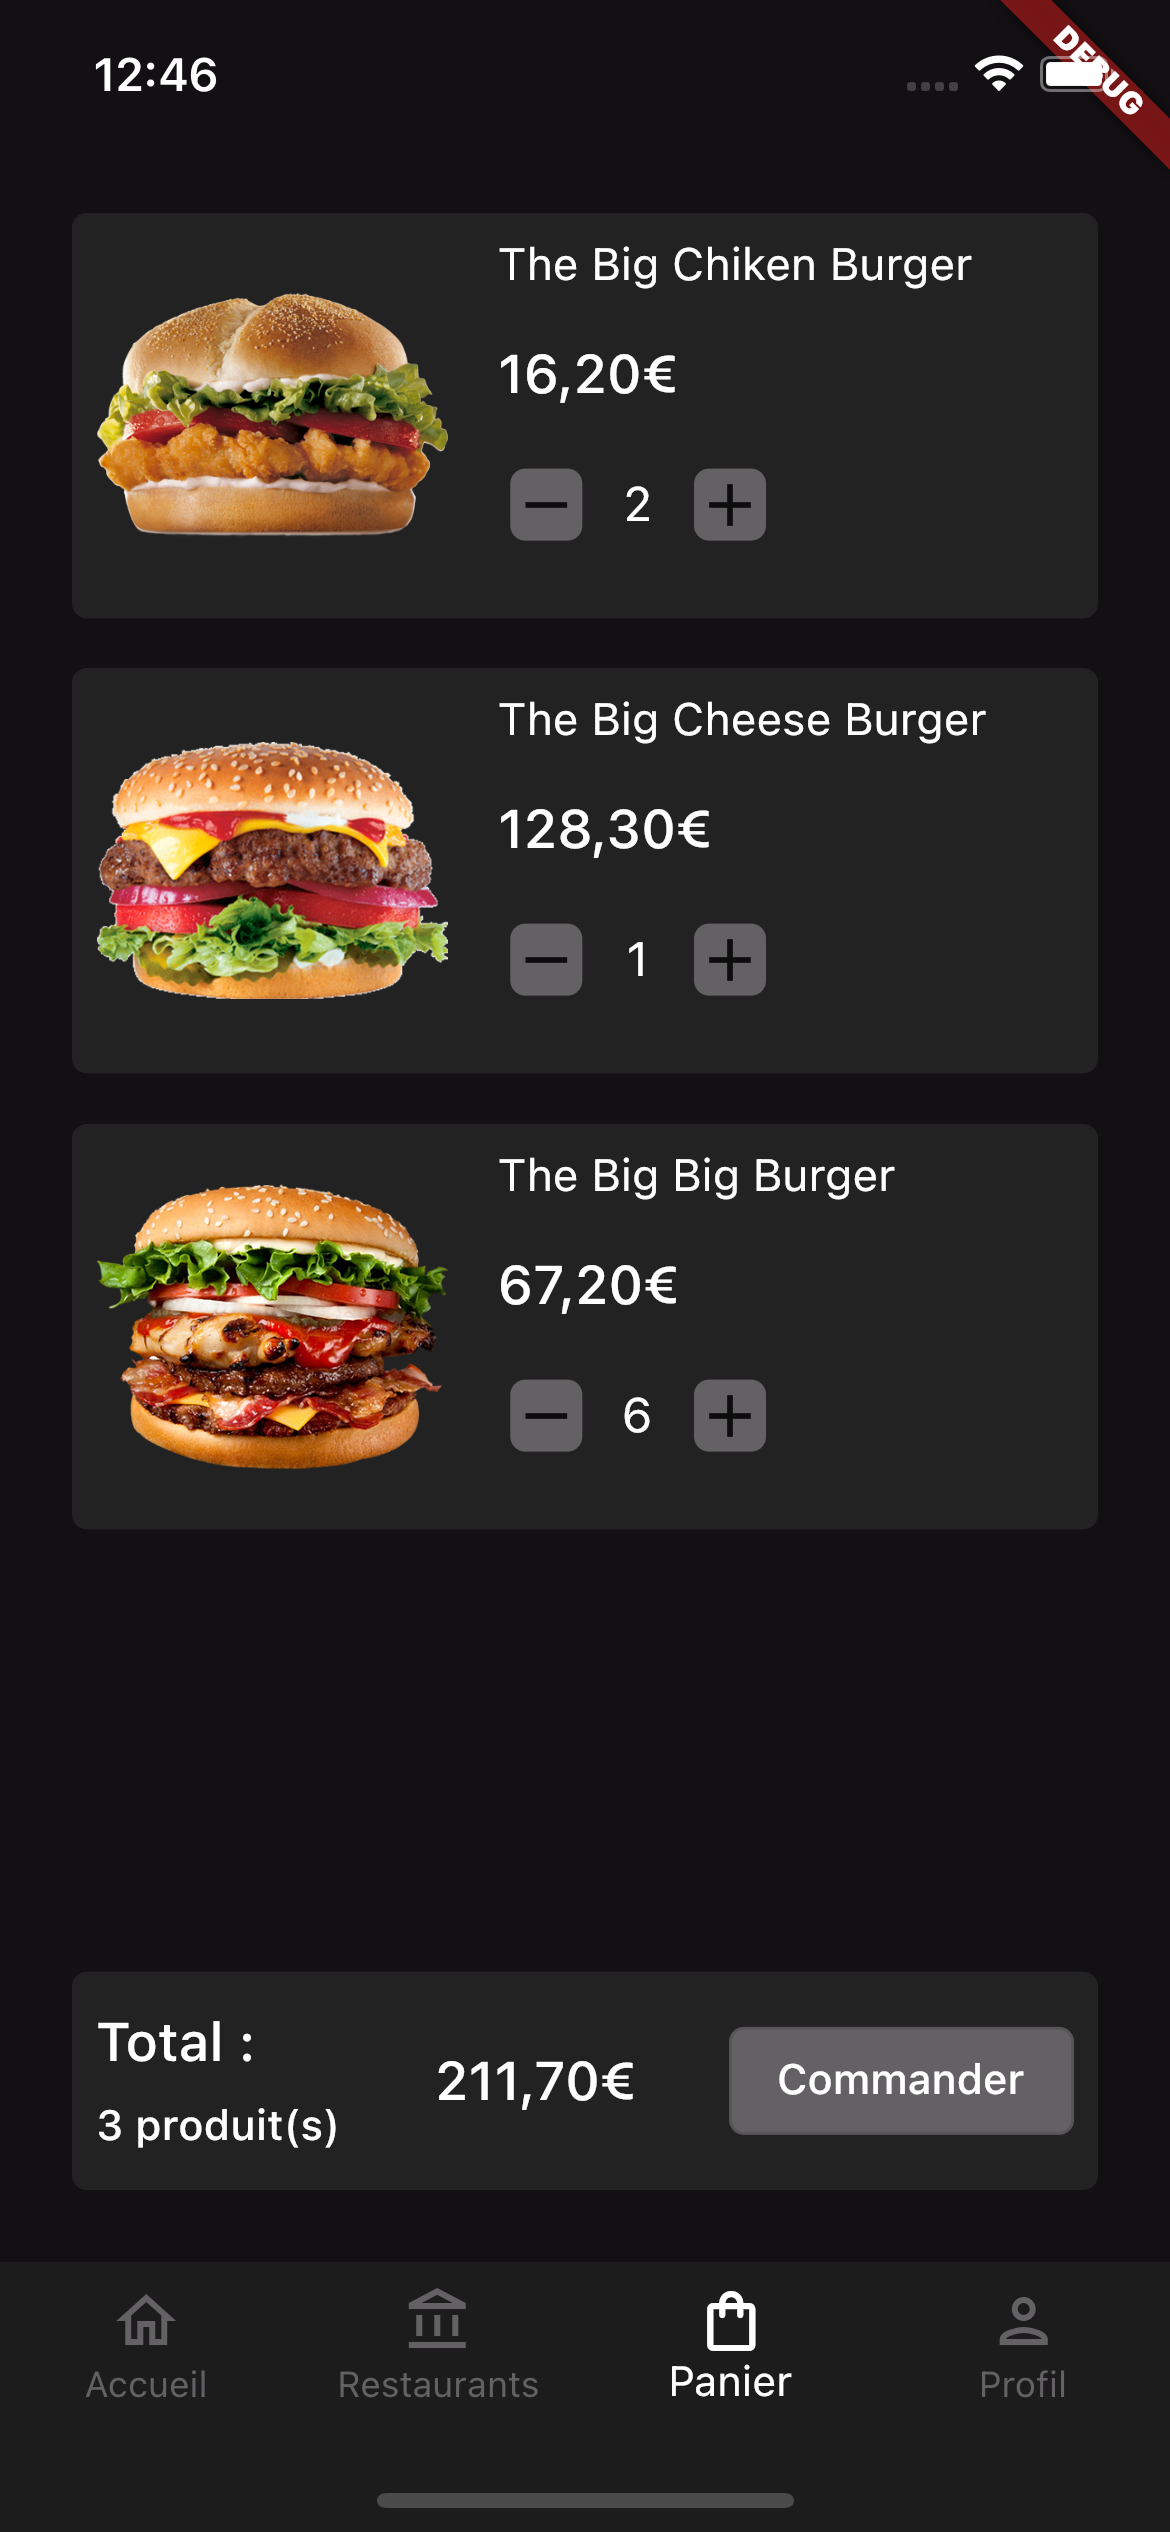 12:46
DEBUG
The Big Chiken Burger
16,20€
2
The Big Cheese Burger
128,30€
1
The Big Big Burger
67,20€
6
Total :
3 produit(s)
211,70€
Commander
Accueil
Restaurants
Panier
Profil